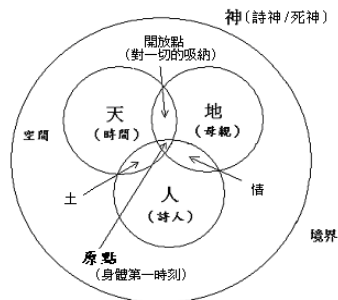 神〔詩神/死神〕
開放點
(對一切的吸納)
天
(時間)
地
(母親)
空間
人
(詩人)
土
情
境界
原點
(身體第一時刻)